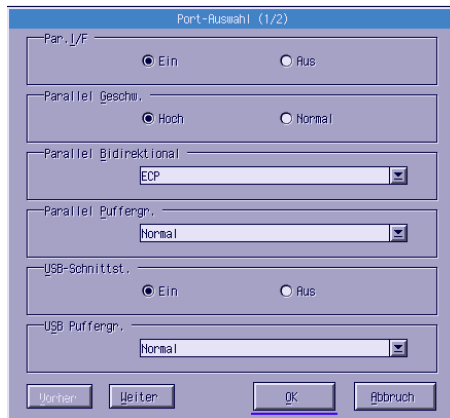 Port-Auswahl (1/2)
Par.I/F
Ein Aus
Parallel Geschw.
Hoch Normal
Parallel Bidirektional
ECP
Parallel Puffergr.
Normal
USB-Schnittst.
Ein Aus
USB Puffergr.
Normal
Vorher Weiter OK Abbruch